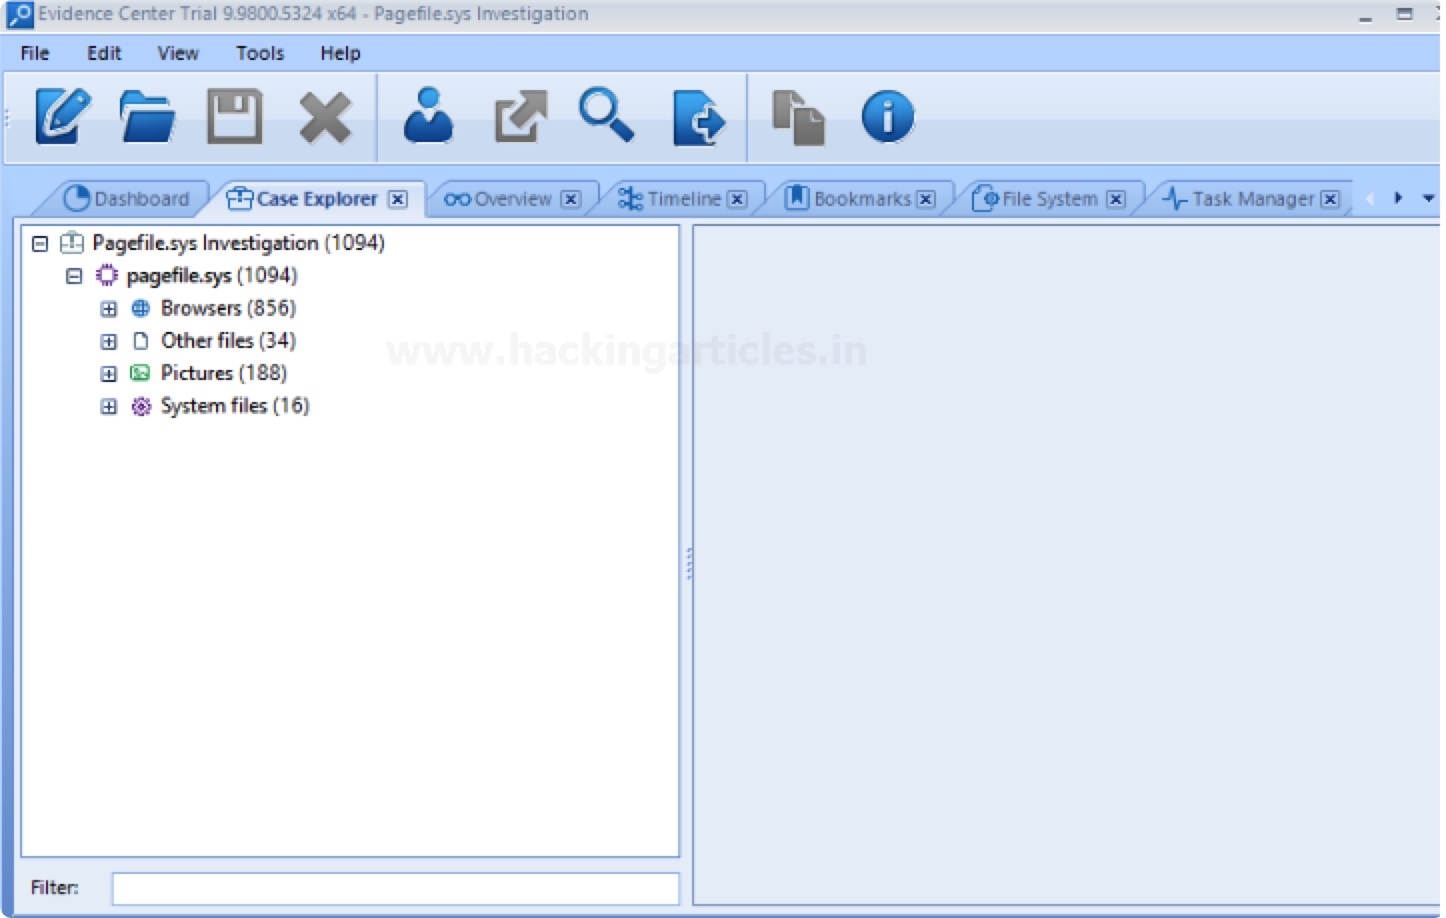 Evidence Center Trial 9.9800.5324 x64 - Pagefile.sys Investigation
File Edit View Tools Help
Dashboard Case Explorer Overview Timeline Bookmarks File System Task Manager
Pagefile.sys Investigation (1094)
pagefile.sys (1094)
Browsers (856)
Other files (34)
www.hackingarticles.in
Pictures (188)
System files (16)
Filter: